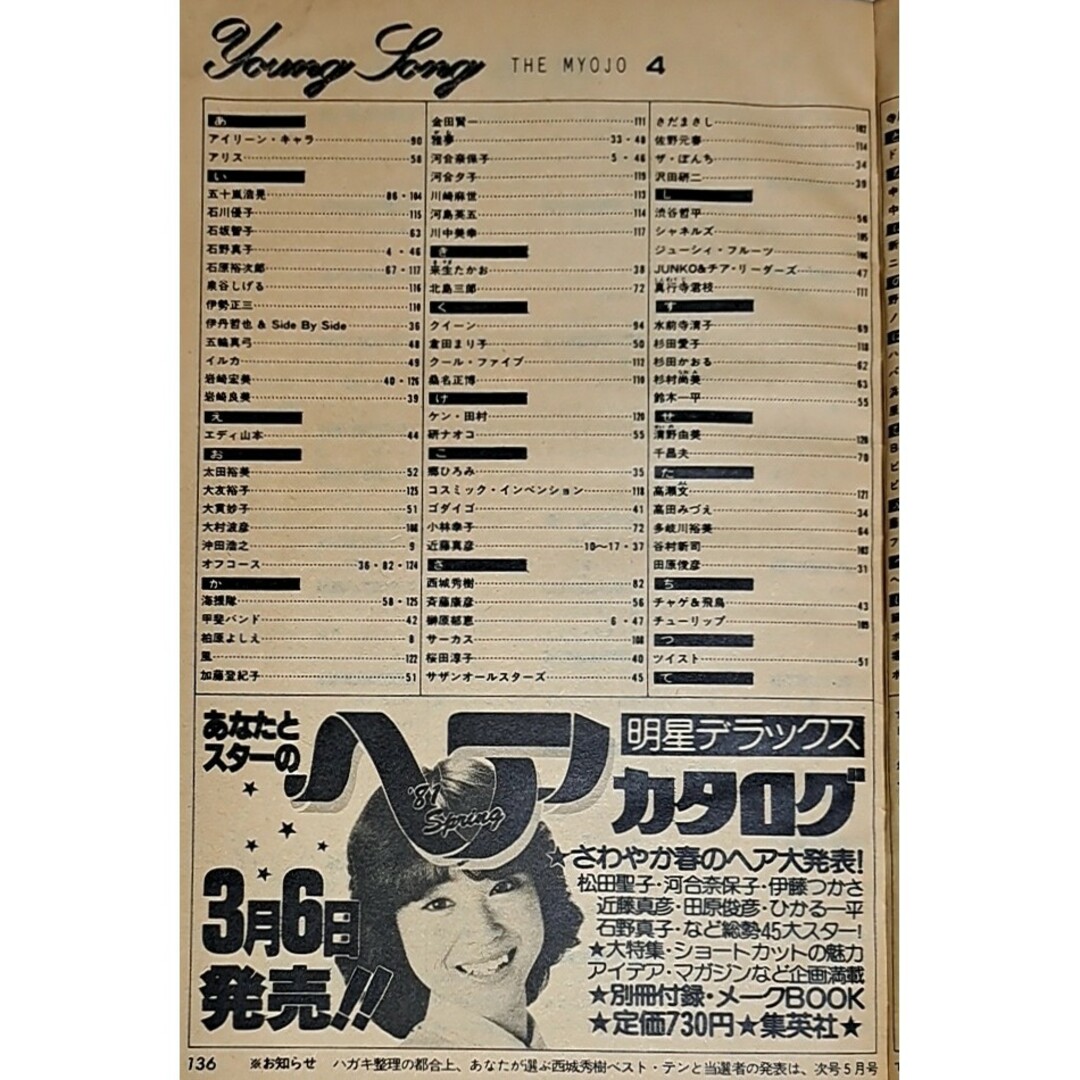 Young Song THE MYOJO 4
あ
アイリーン・キャラ 90
アリス 58
い
五十嵐浩晃 86・104
石川優子 115
石坂智子 63
石野真子 4・46
石原裕次郎 67・117
泉谷しげる 116
伊勢正三 110
伊丹哲也 & Side By Side 36
五輪真弓 48
イルカ 49
岩崎宏美 40・126
岩崎良美 39
え
エディ山本 44
お
太田裕美 52
大友裕子 125
大貫妙子 51
大村波彦
沖田浩之 9
オフコース 36・82・124
か
海援隊 58・125
甲斐バンド 42
柏原よしえ 8
風 122
加藤登紀子 51
金田賢一 111
雅夢 33・48
河合奈保子 5・46
河合夕子 119
川崎麻世 113
河島英五 114
川中美幸 117
き
来生たかお 38
北島三郎 72
く
クイーン 94
倉田まり子 50
クール・ファイブ 112
桑名正博 110
け
ケン・田村 120
研ナオコ 55
こ
郷ひろみ 35
コスミック・インベンション 118
ゴダイゴ 41
小林幸子 72
近藤真彦 10〜17・37
さ
西城秀樹 82
斉藤康彦 56
榊原郁恵 6・47
サーカス 108
桜田淳子 40
サザンオールスターズ 45
さだまさし 102
佐野元春 114
ザ・ぼんち 34
沢田研二 39
し
渋谷哲平 56
シャネルズ 105
ジューシィ・フルーツ 106
JUNKO&チア・リーダーズ 47
真行寺君枝 111
す
水前寺清子 69
杉田愛子 118
杉田かおる 62
杉村尚美 63
鈴木一平 55
せ
清野由美 120
千昌夫 70
た
高瀬文 121
高田みづえ 34
多岐川裕美 64
谷村新司 102
田原俊彦 31
ち
チャゲ&飛鳥 43
チューリップ 109
つ
ツイスト 51
て
あなたと
スターの
ヘア
'81 Spring
明星デラックス
カタログ
3月6日
発売!!
★さわやか春のヘア大発表!
松田聖子・河合奈保子・伊藤つかさ
近藤真彦・田原俊彦・ひかる一平
石野真子・など総勢45大スター!
★大特集・ショートカットの魅力
アイデア・マガジンなど企画満載
★別冊付録・メークBOOK
★定価730円★集英社★
136 ※お知らせ ハガキ整理の都合上、あなたが選ぶ西城秀樹ベスト・テンと当選者の発表は、次号5月号